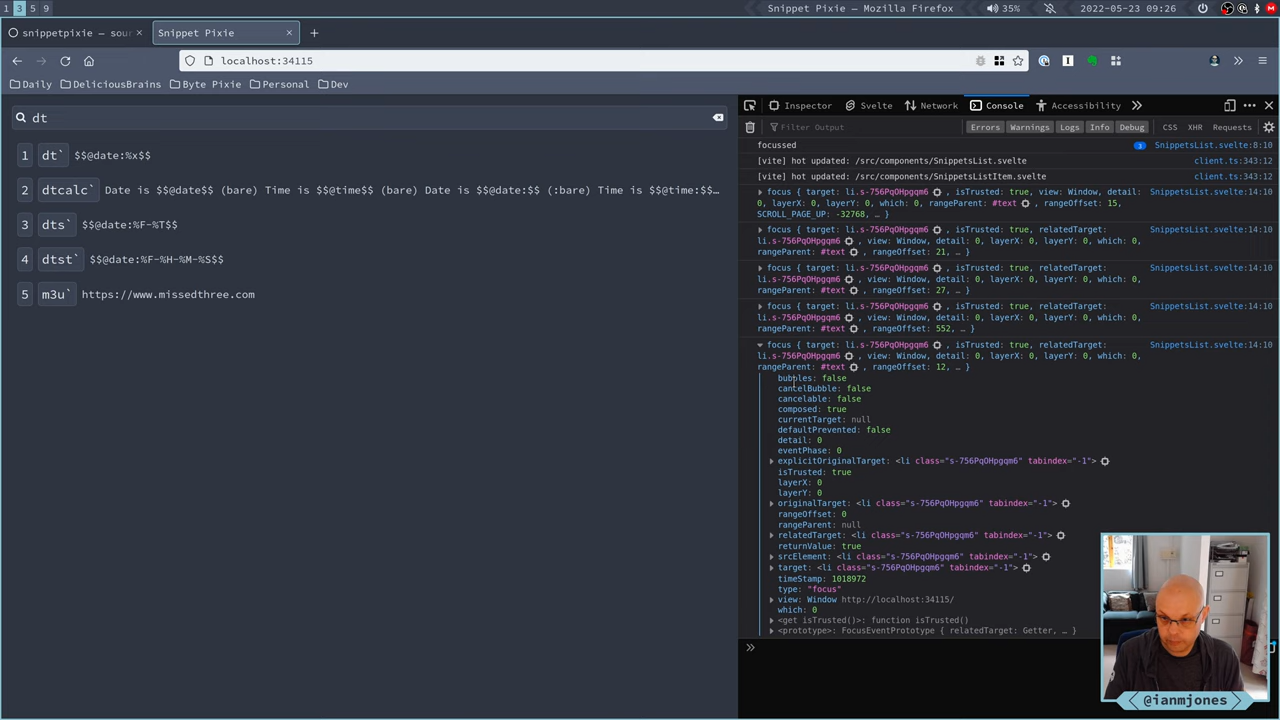 1 3 5 9 Snippet Pixie — Mozilla Firefox 35% 2022-05-23 09:26
snippetpixie — sour × Snippet Pixie × +
localhost:34115
Daily DeliciousBrains Byte Pixie Personal Dev
dt
1 dt` $$@date:%x$$
2 dtcalc` Date is $$@date$$ (bare) Time is $$@time$$ (bare) Date is $$@date:$$ (:bare) Time is $$@time:$$…
3 dts` $$@date:%F-%T$$
4 dtst` $$@date:%F-%H-%M-%S$$
5 m3u` https://www.missedthree.com
Inspector Svelte Network Console Accessibility
Filter Output Errors Warnings Logs Info Debug CSS XHR Requests
focussed 3 SnippetsList.svelte:8:10
[vite] hot updated: /src/components/SnippetsList.svelte client.ts:343:12
[vite] hot updated: /src/components/SnippetsListItem.svelte client.ts:343:12
focus { target: li.s-756PqOHpgqm6 , isTrusted: true, view: Window, detail: SnippetsList.svelte:14:10
0, layerX: 0, layerY: 0, which: 0, rangeParent: #text , rangeOffset: 15,
SCROLL_PAGE_UP: -32768, … }
focus { target: li.s-756PqOHpgqm6 , isTrusted: true, relatedTarget: SnippetsList.svelte:14:10
li.s-756PqOHpgqm6 , view: Window, detail: 0, layerX: 0, layerY: 0, which: 0,
rangeParent: #text , rangeOffset: 21, … }
focus { target: li.s-756PqOHpgqm6 , isTrusted: true, relatedTarget: SnippetsList.svelte:14:10
li.s-756PqOHpgqm6 , view: Window, detail: 0, layerX: 0, layerY: 0, which: 0,
rangeParent: #text , rangeOffset: 27, … }
focus { target: li.s-756PqOHpgqm6 , isTrusted: true, relatedTarget: SnippetsList.svelte:14:10
li.s-756PqOHpgqm6 , view: Window, detail: 0, layerX: 0, layerY: 0, which: 0,
rangeParent: #text , rangeOffset: 552, … }
focus { target: li.s-756PqOHpgqm6 , isTrusted: true, relatedTarget: SnippetsList.svelte:14:10
li.s-756PqOHpgqm6 , view: Window, detail: 0, layerX: 0, layerY: 0, which: 0,
rangeParent: #text , rangeOffset: 12, … }
bubbles: false
cancelBubble: false
cancelable: false
composed: true
currentTarget: null
defaultPrevented: false
detail: 0
eventPhase: 0
explicitOriginalTarget: <li class="s-756PqOHpgqm6" tabindex="-1">
isTrusted: true
layerX: 0
layerY: 0
originalTarget: <li class="s-756PqOHpgqm6" tabindex="-1">
rangeOffset: 0
rangeParent: null
relatedTarget: <li class="s-756PqOHpgqm6" tabindex="-1">
returnValue: true
srcElement: <li class="s-756PqOHpgqm6" tabindex="-1">
target: <li class="s-756PqOHpgqm6" tabindex="-1">
timeStamp: 1018972
type: "focus"
view: Window http://localhost:34115/
which: 0
<get isTrusted()>: function isTrusted()
<prototype>: FocusEventPrototype { relatedTarget: Getter, … }
@ianmjones